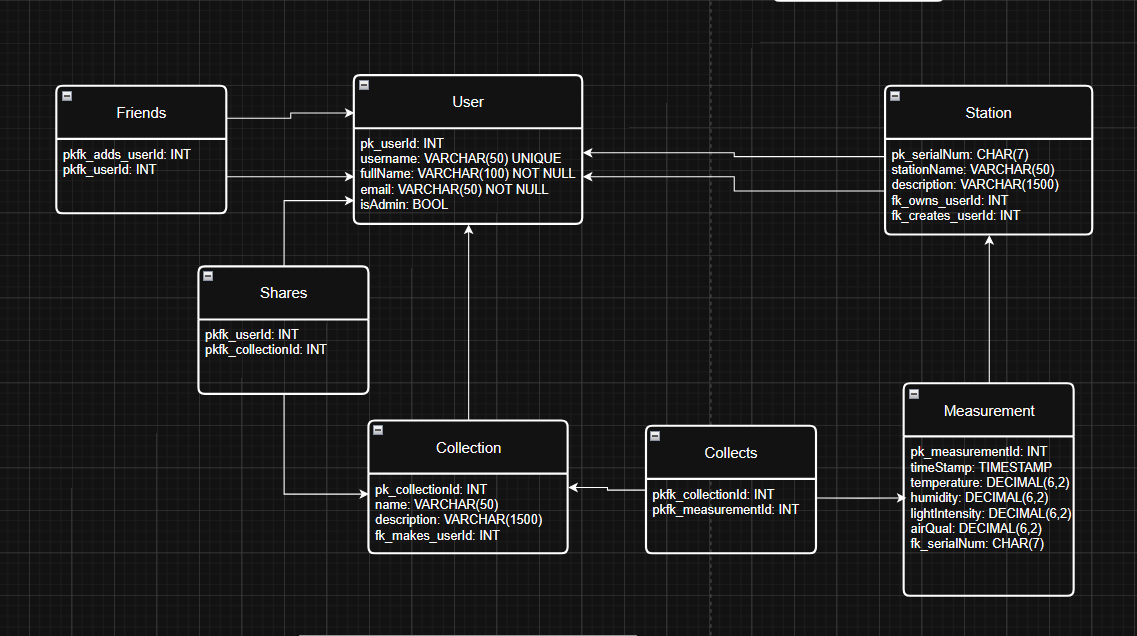 Friends
pkfk_adds_userId: INT
pkfk_userId: INT
User
pk_userId: INT
username: VARCHAR(50) UNIQUE
fullName: VARCHAR(100) NOT NULL
email: VARCHAR(50) NOT NULL
isAdmin: BOOL
Station
pk_serialNum: CHAR(7)
stationName: VARCHAR(50)
description: VARCHAR(1500)
fk_owns_userId: INT
fk_creates_userId: INT
Shares
pkfk_userId: INT
pkfk_collectionId: INT
Collection
pk_collectionId: INT
name: VARCHAR(50)
description: VARCHAR(1500)
fk_makes_userId: INT
Collects
pkfk_collectionId: INT
pkfk_measurementId: INT
Measurement
pk_measurementId: INT
timeStamp: TIMESTAMP
temperature: DECIMAL(6,2)
humidity: DECIMAL(6,2)
lightIntensity: DECIMAL(6,2)
airQual: DECIMAL(6,2)
fk_serialNum: CHAR(7)